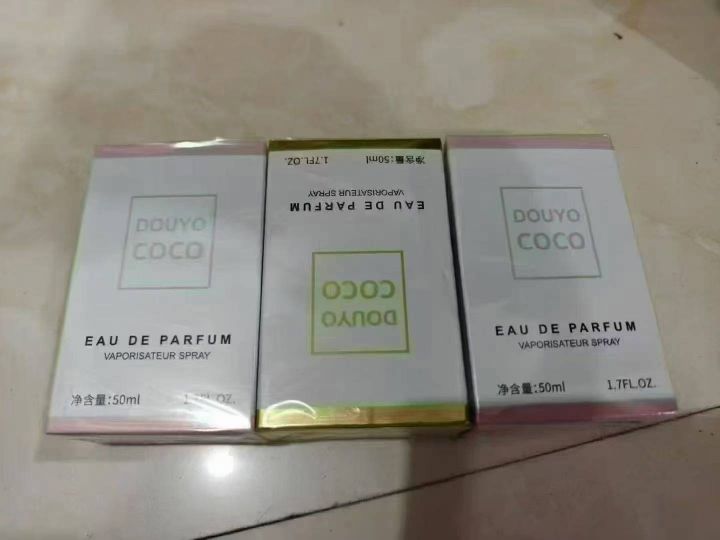 DOUYO
COCO
EAU DE PARFUM
VAPORISATEUR SPRAY
净含量:50ml
FL.OZ.
DOUYO
COCO
EAU DE PARFUM
VAPORISATEUR SPRAY
净含量:50ml 1.7FL.OZ.
DOUYO
COCO
EAU DE PARFUM
VAPORISATEUR SPRAY
净含量:50ml 1.7FL.OZ.